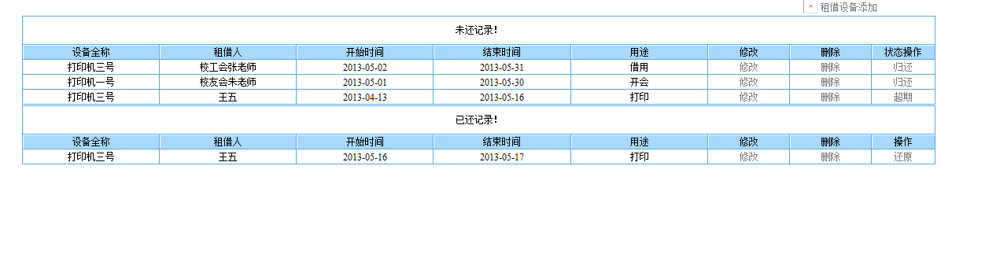 租借设备添加
未还记录!
设备全称 租借人 开始时间 结束时间 用途 修改 删除 状态操作
打印机三号 校工会张老师 2013-05-02 2013-05-31 借用 修改 删除 归还
打印机一号 校友会朱老师 2013-05-01 2013-05-30 开会 修改 删除 归还
打印机三号 王五 2013-04-13 2013-05-16 打印 修改 删除 超期
已还记录!
设备全称 租借人 开始时间 结束时间 用途 修改 删除 操作
打印机三号 王五 2013-05-16 2013-05-17 打印 修改 删除 还原